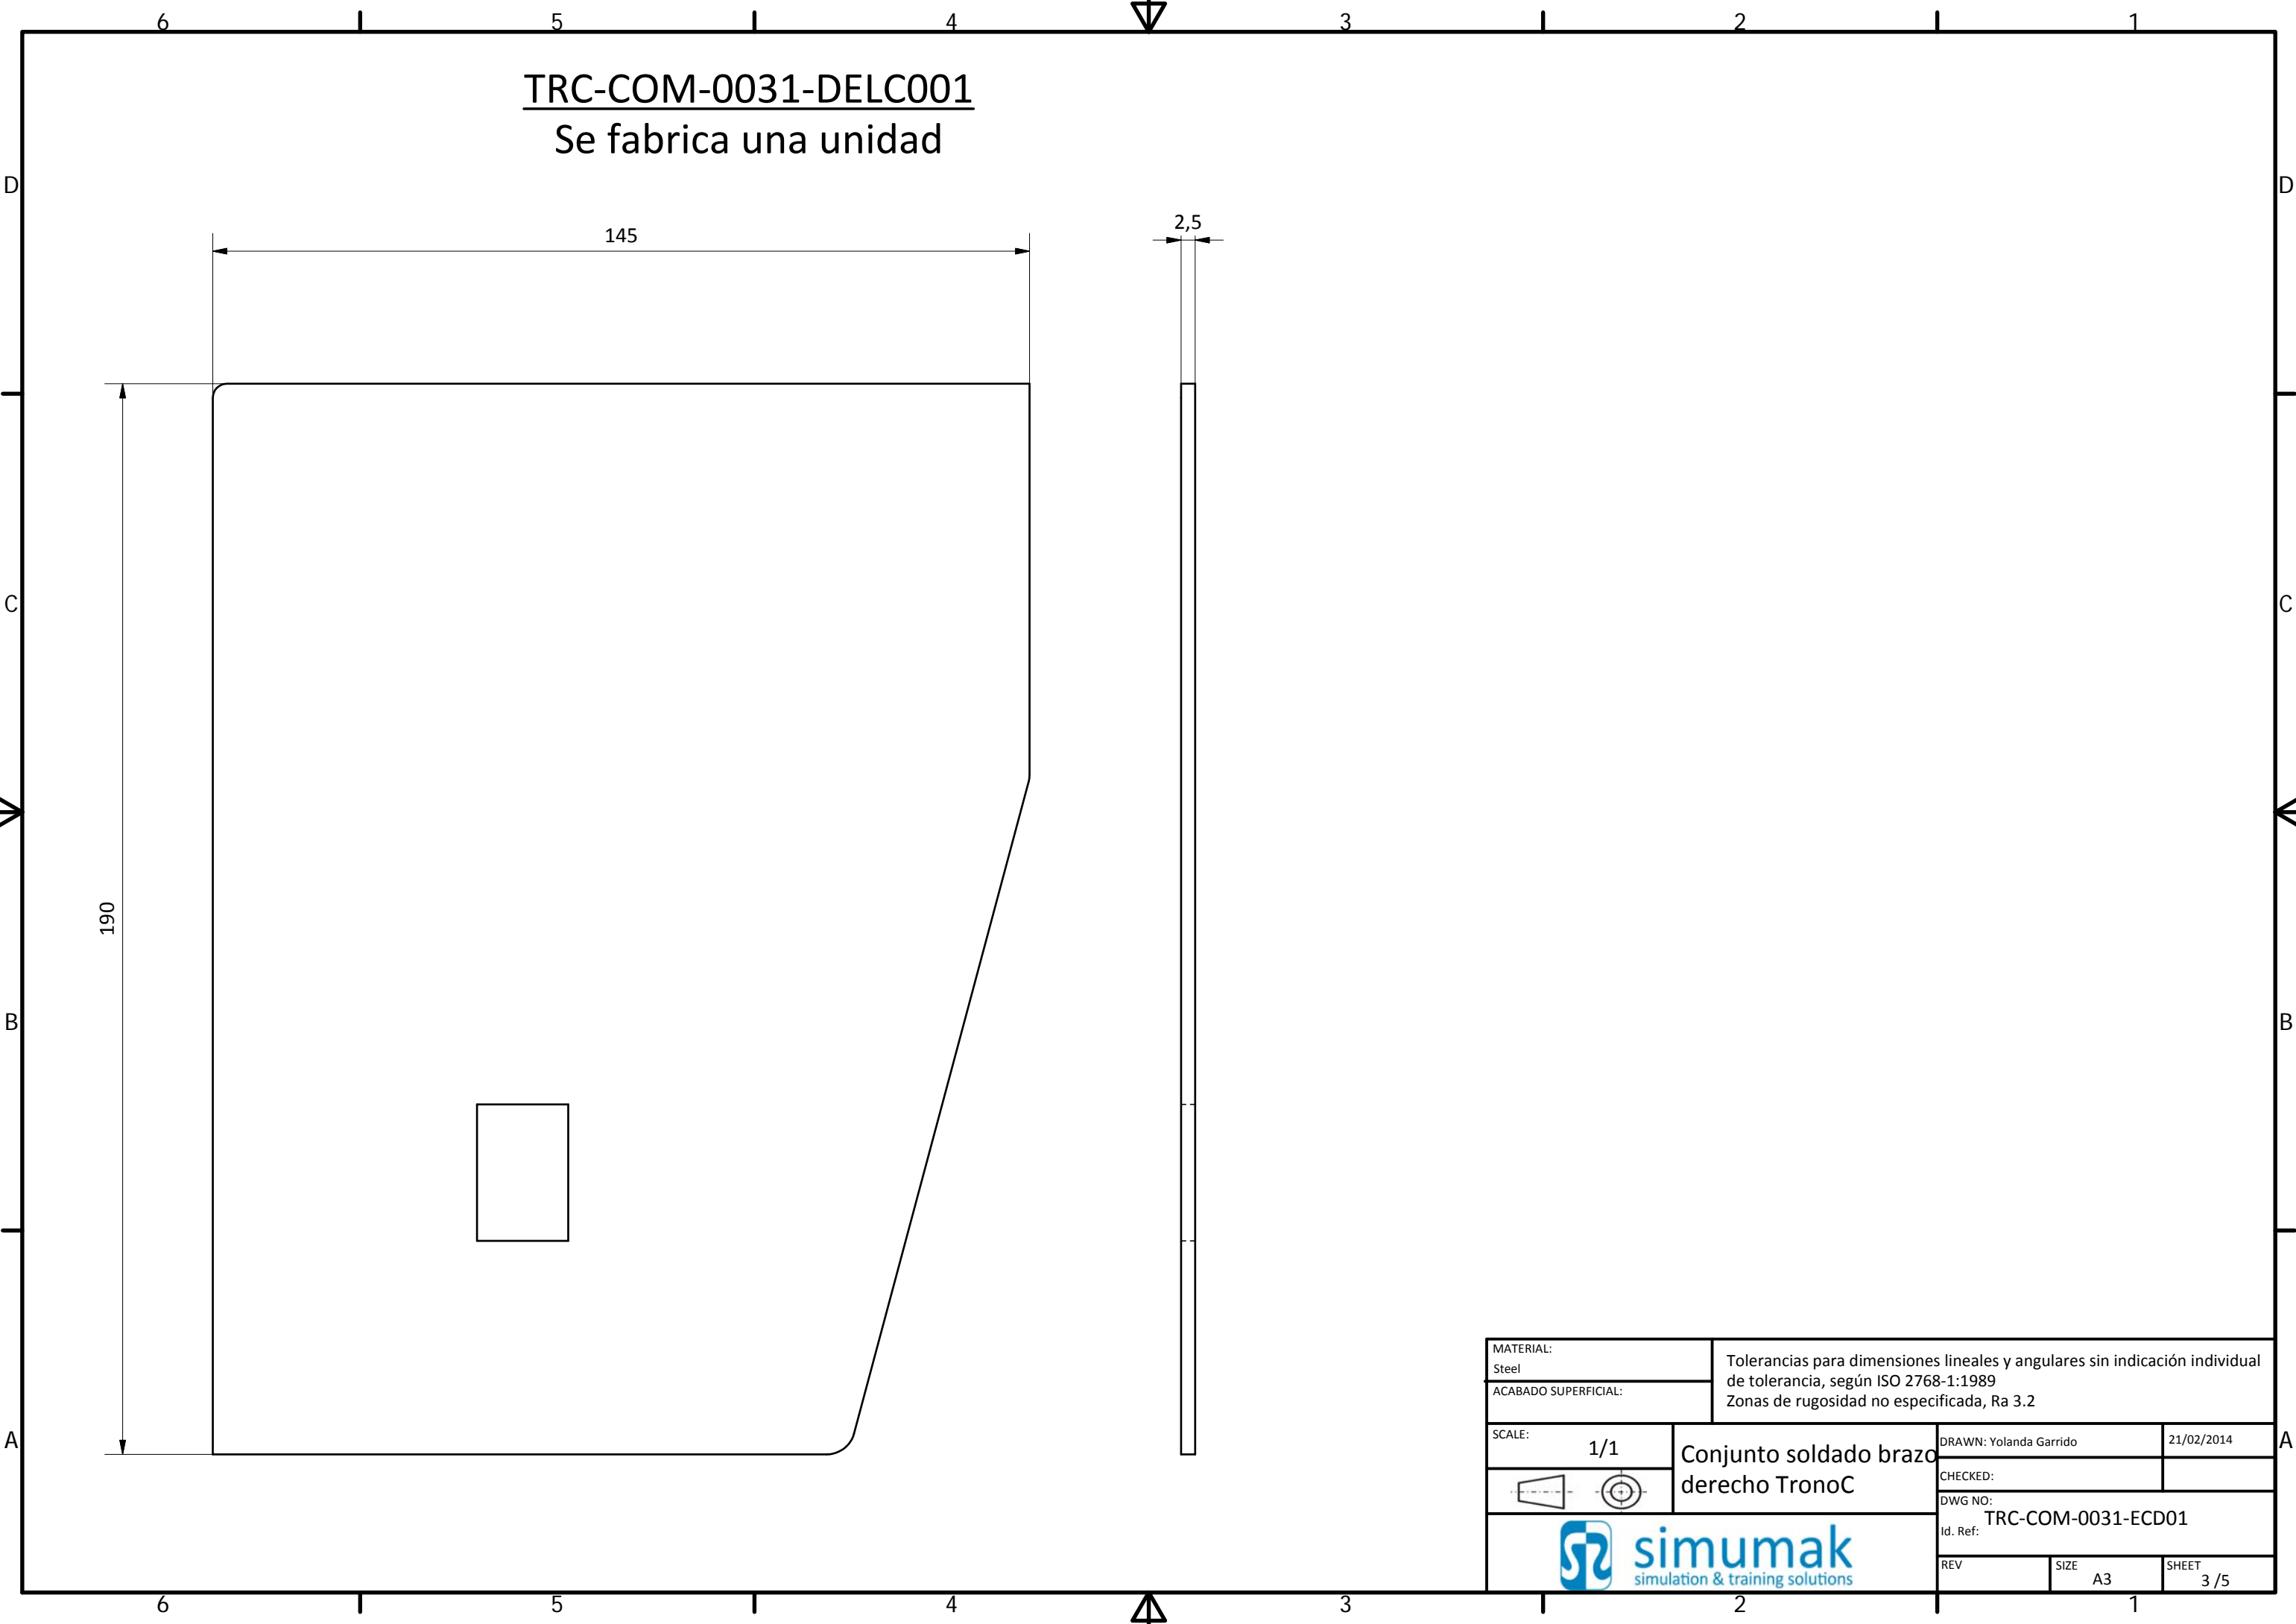 6 5 4 3 2 1
TRC-COM-0031-DELC001
Se fabrica una unidad
D D
145
2,5
C C
190
B B
MATERIAL:
Steel
Tolerancias para dimensiones lineales y angulares sin indicación individual
de tolerancia, según ISO 2768-1:1989
Zonas de rugosidad no especificada, Ra 3.2
ACABADO SUPERFICIAL:
A A
SCALE:
1/1
Conjunto soldado brazo
derecho TronoC
DRAWN: Yolanda Garrido 21/02/2014
CHECKED:
DWG NO:
TRC-COM-0031-ECD01
Id. Ref:
simumak
simulation & training solutions
REV
SIZE
A3
SHEET
3 /5
6 5 4 3 2 1